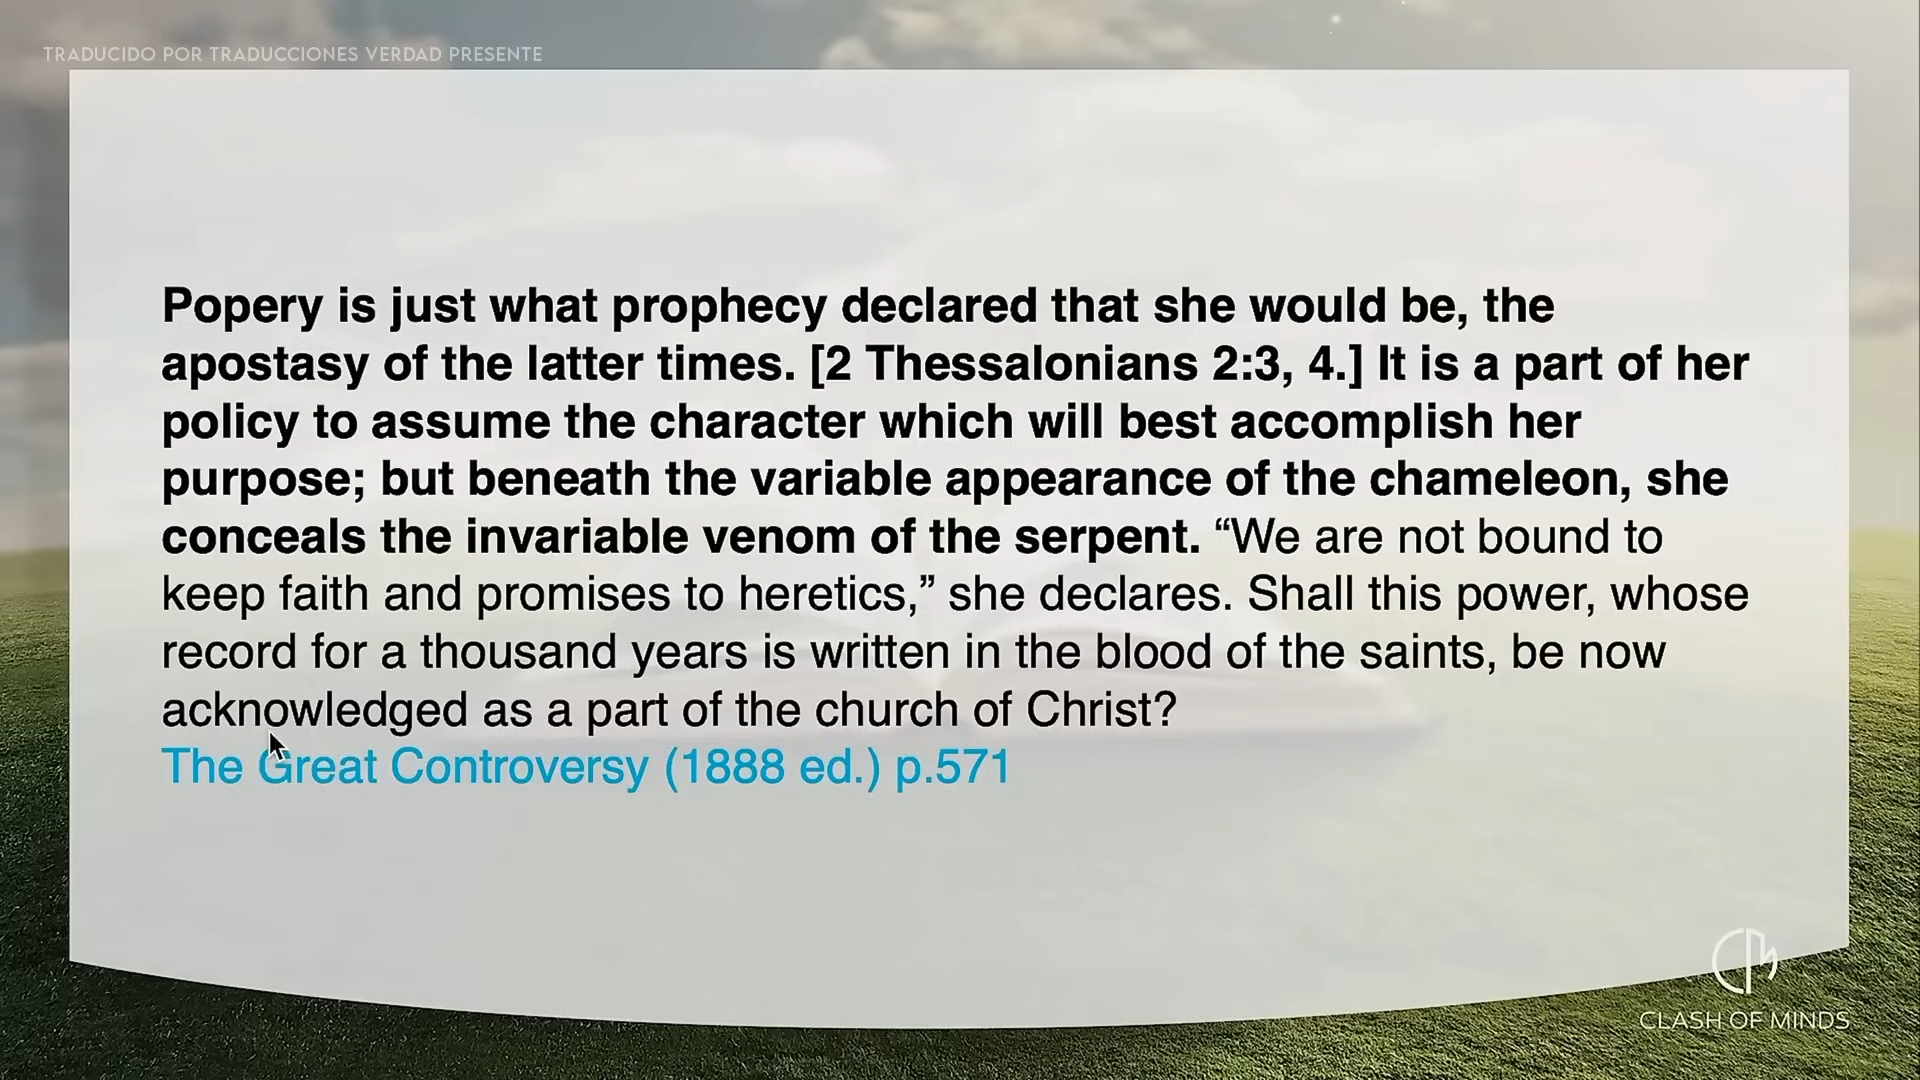 TRADUCIDO POR TRADUCCIONES VERDAD PRESENTE
Popery is just what prophecy declared that she would be, the
apostasy of the latter times. [2 Thessalonians 2:3, 4.] It is a part of her
policy to assume the character which will best accomplish her
purpose; but beneath the variable appearance of the chameleon, she
conceals the invariable venom of the serpent. “We are not bound to
keep faith and promises to heretics,” she declares. Shall this power, whose
record for a thousand years is written in the blood of the saints, be now
acknowledged as a part of the church of Christ?
The Great Controversy (1888 ed.) p.571
CLASH OF MINDS